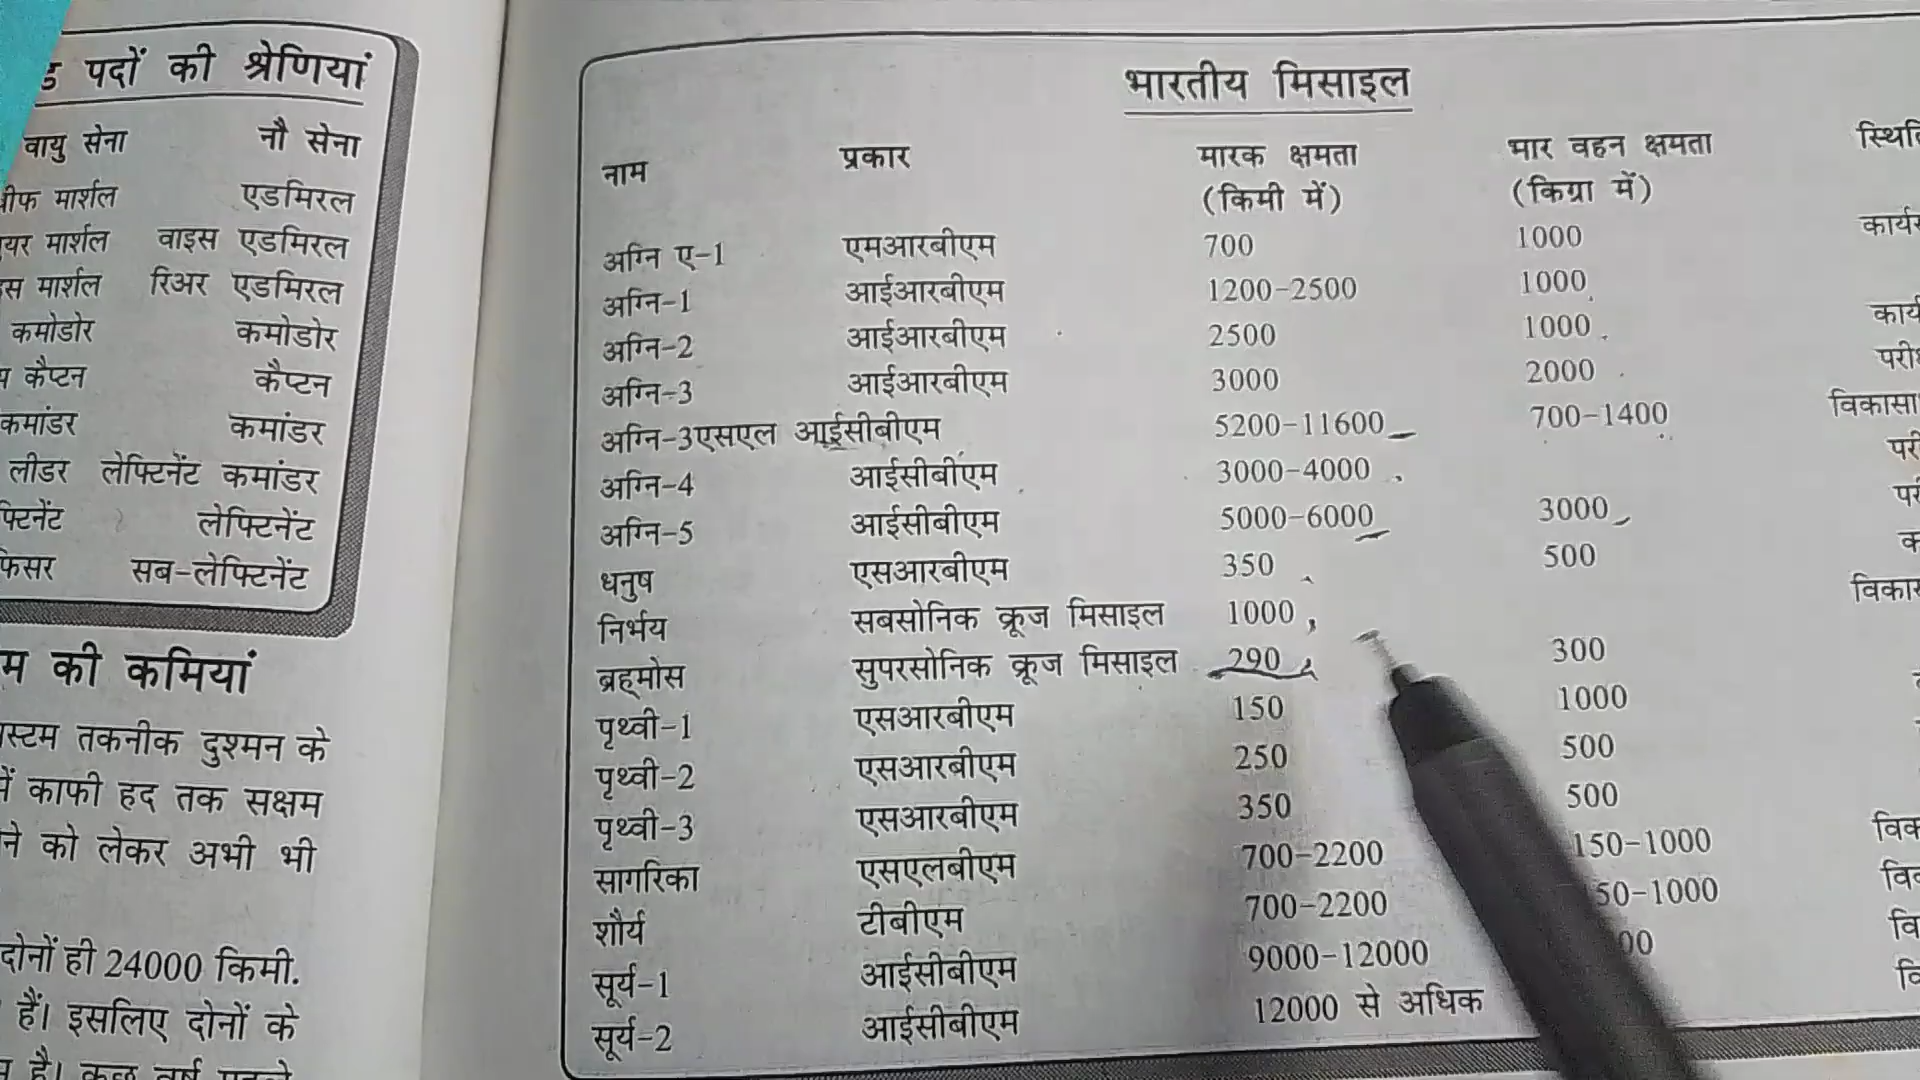 पदों की श्रेणियां
वायु सेना नौ सेना
मार्शल एडमिरल
मार्शल वाइस एडमिरल
मार्शल रिअर एडमिरल
कमोडोर कमोडोर
कैप्टन कैप्टन
कमांडर कमांडर
लीडर लेफ्टिनेंट कमांडर
लेफ्टिनेंट
सब-लेफ्टिनेंट
की कमियां
तकनीक दुश्मन के
काफी हद तक सक्षम
को लेकर अभी भी
दोनों ही 24000 किमी.
हैं। इसलिए दोनों के
भारतीय मिसाइल
नाम प्रकार मारक क्षमता भार वहन क्षमता
(किमी में) (किग्रा में)
अग्नि ए-1 एमआरबीएम 700 1000
अग्नि-1 आईआरबीएम 1200-2500 1000
अग्नि-2 आईआरबीएम 2500 1000
अग्नि-3 आईआरबीएम 3000 2000
अग्नि-3एसएल आईसीबीएम 5200-11600 700-1400
अग्नि-4 आईसीबीएम 3000-4000
अग्नि-5 आईसीबीएम 5000-6000 3000
धनुष एसआरबीएम 350 500
निर्भय सबसोनिक क्रूज मिसाइल 1000
ब्रह्मोस सुपरसोनिक क्रूज मिसाइल 290 300
पृथ्वी-1 एसआरबीएम 150 1000
पृथ्वी-2 एसआरबीएम 250 500
पृथ्वी-3 एसआरबीएम 350 500
सागरिका एसएलबीएम 700-2200 150-1000
शौर्य टीबीएम 700-2200
सूर्य-1 आईसीबीएम 9000-12000
सूर्य-2 आईसीबीएम 12000 से अधिक